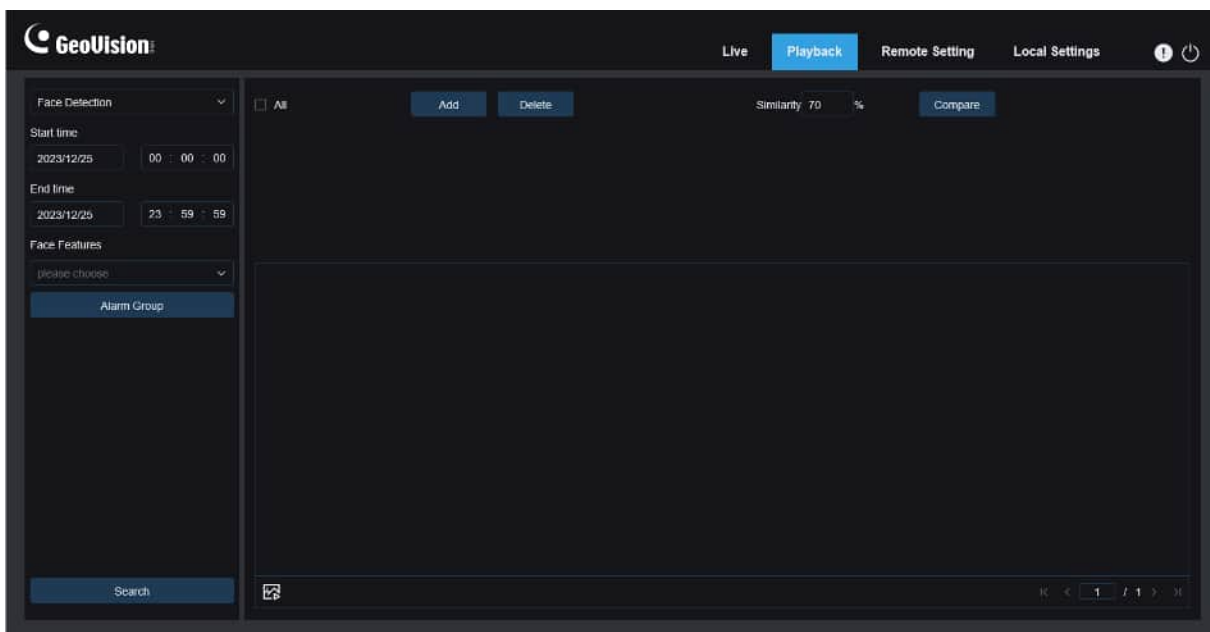 GeoVision
Live Playback Remote Setting Local Settings
Face Detection
All Add Delete Similarity 70 % Compare
Start time
2023/12/25 00 : 00 : 00
End time
2023/12/25 23 : 59 : 59
Face Features
please choose
Alarm Group
Search
1 / 1